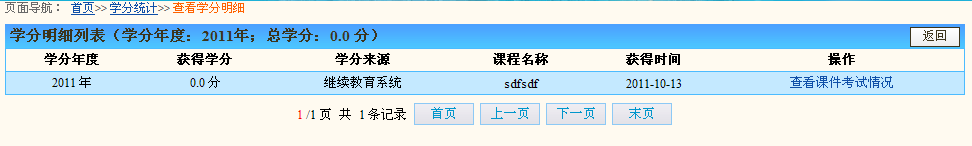 页面导航： 首页>> 学分统计>> 查看学分明细
学分明细列表（学分年度：2011年；总学分：0.0 分） 返回
学分年度 获得学分 学分来源 课程名称 获得时间 操作
2011 年 0.0 分 继续教育系统 sdfsdf 2011-10-13 查看课件考试情况
1 /1 页 共 1 条记录 首页 上一页 下一页 末页